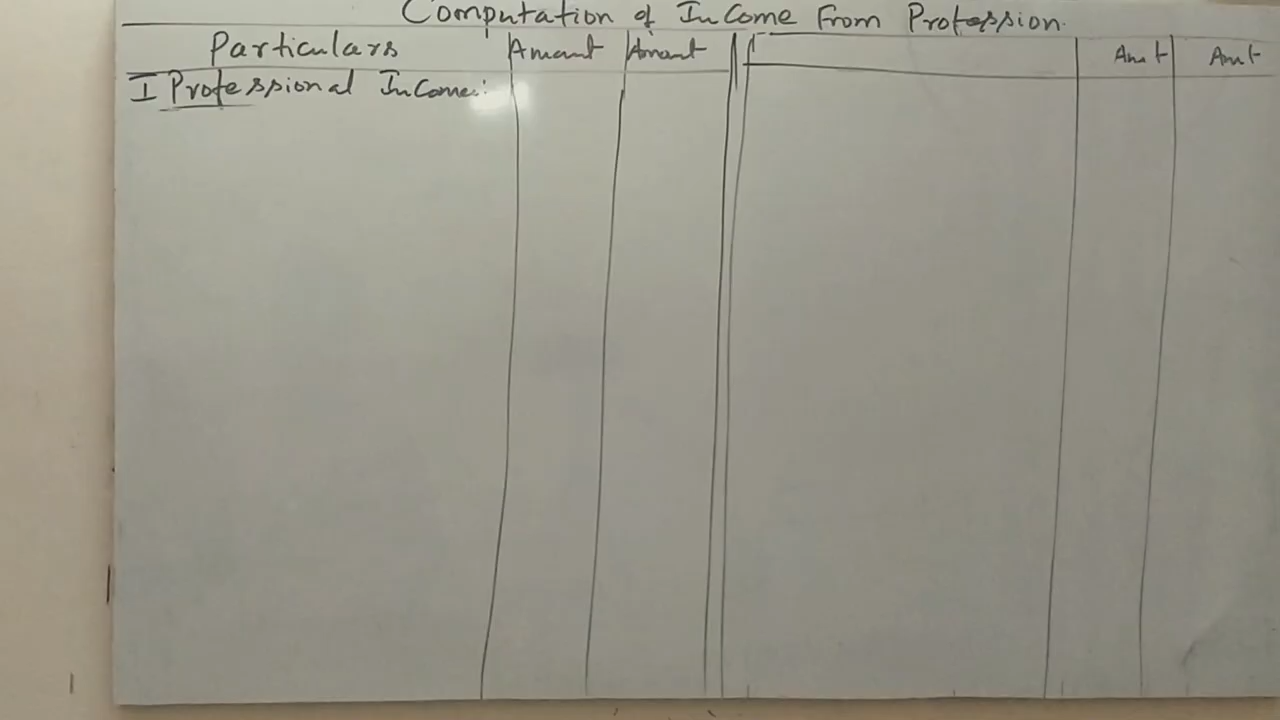 Computation of Income From Profession.
Particulars Amount Amount Amt Amt
I Professional Income: